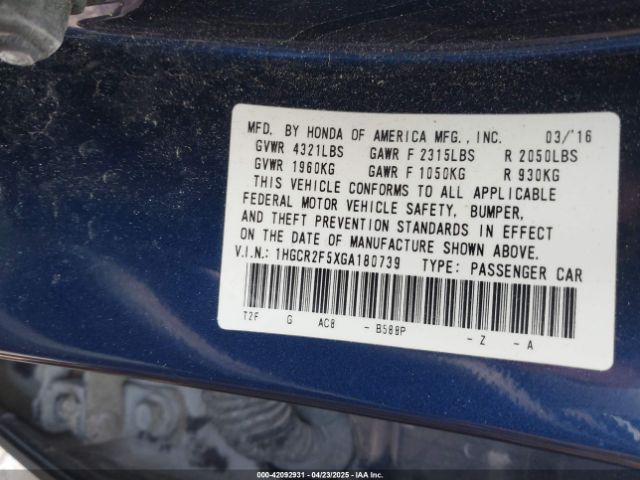 MFD. BY HONDA OF AMERICA MFG., INC. 03/'16
GVWR 4321LBS GAWR F 2315LBS R 2050LBS
GVWR 1960KG GAWR F 1050KG R 930KG
THIS VEHICLE CONFORMS TO ALL APPLICABLE
FEDERAL MOTOR VEHICLE SAFETY, BUMPER,
AND THEFT PREVENTION STANDARDS IN EFFECT
ON THE DATE OF MANUFACTURE SHOWN ABOVE.
V.I.N.: 1HGCR2F5XGA180739 TYPE: PASSENGER CAR
T2F G AC8 - B588P - Z - A
000-42092931 - 04/23/2025 - IAA Inc.